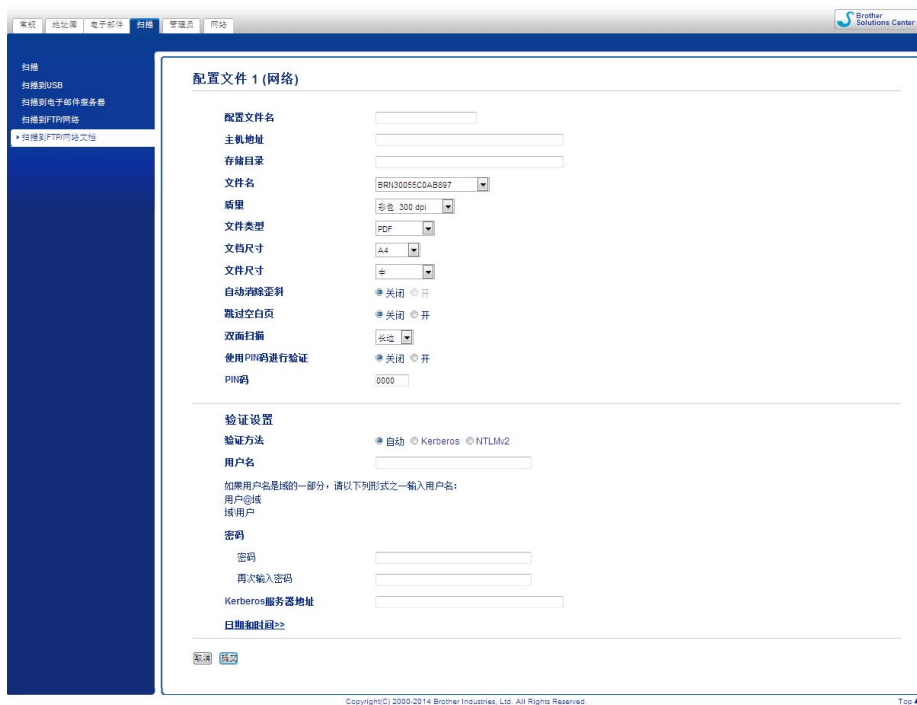 常规 地址簿 电子邮件 扫描 管理员 网络
Brother
Solutions Center
扫描
扫描到USB
扫描到电子邮件服务器
扫描到FTP/网络
扫描到FTP/网络文档
配置文件 1 (网络)
配置文件名
主机地址
存储目录
文件名 BRN30055C0AB897
质量 彩色 300 dpi
文件类型 PDF
文档尺寸 A4
文件尺寸 中
自动消除歪斜 关闭 开
跳过空白页 关闭 开
双面扫描 长边
使用PIN码进行验证 关闭 开
PIN码 0000
验证设置
验证方法 自动 Kerberos NTLMv2
用户名
如果用户名是域的一部分，请以下列形式之一输入用户名：
用户@域
域\用户
密码
密码
再次输入密码
Kerberos服务器地址
日期和时间>>
取消 提交
Copyright(C) 2000-2014 Brother Industries, Ltd. All Rights Reserved.
Top